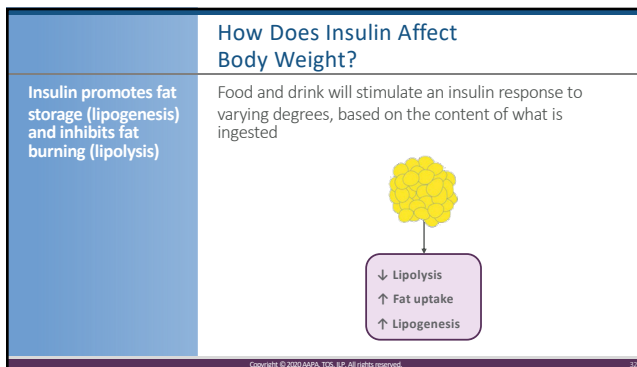 How Does Insulin Affect
Body Weight?
Insulin promotes fat
storage (lipogenesis)
and inhibits fat
burning (lipolysis)
Food and drink will stimulate an insulin response to
varying degrees, based on the content of what is
ingested
↓ Lipolysis
↑ Fat uptake
↑ Lipogenesis
Copyright © 2020 AAPA, TOS, ILP. All rights reserved.
32